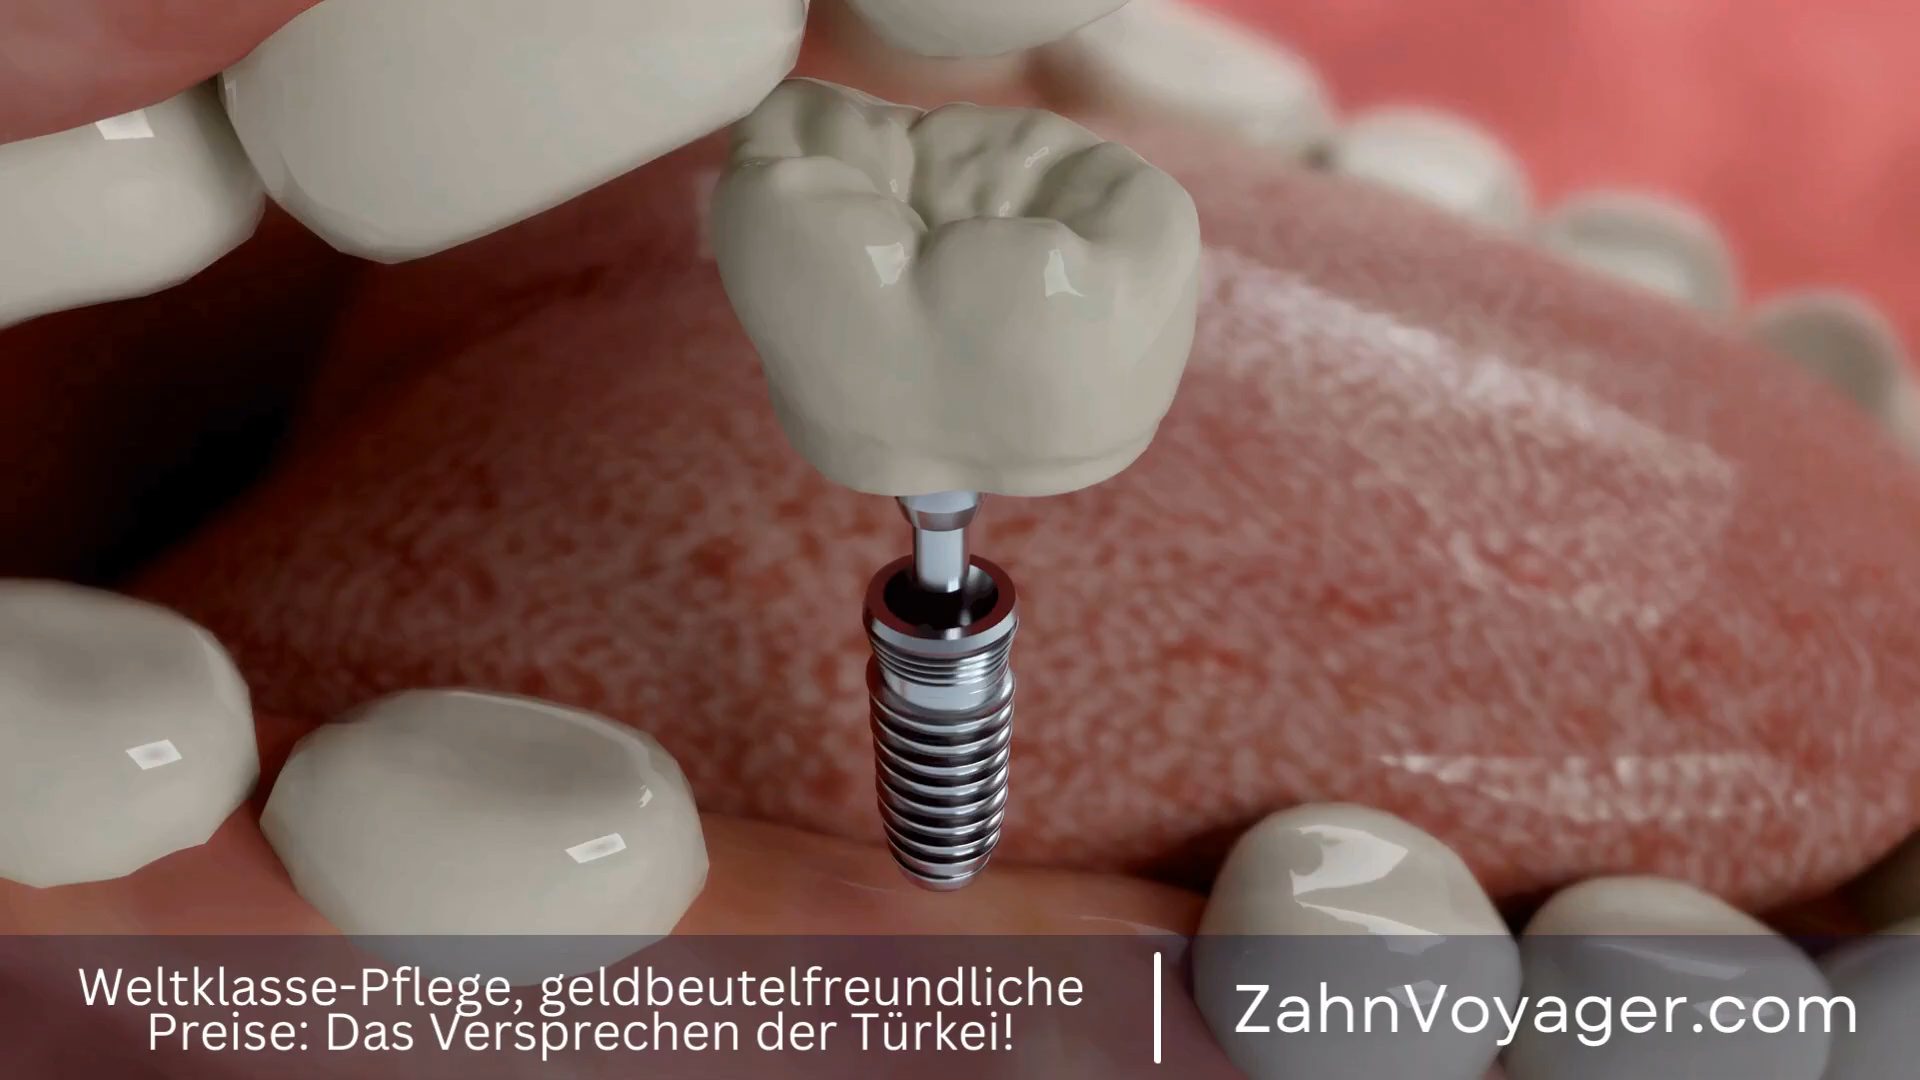 Weltklasse-Pflege, geldbeutelfreundliche
Preise: Das Versprechen der Türkei!
ZahnVoyager.com